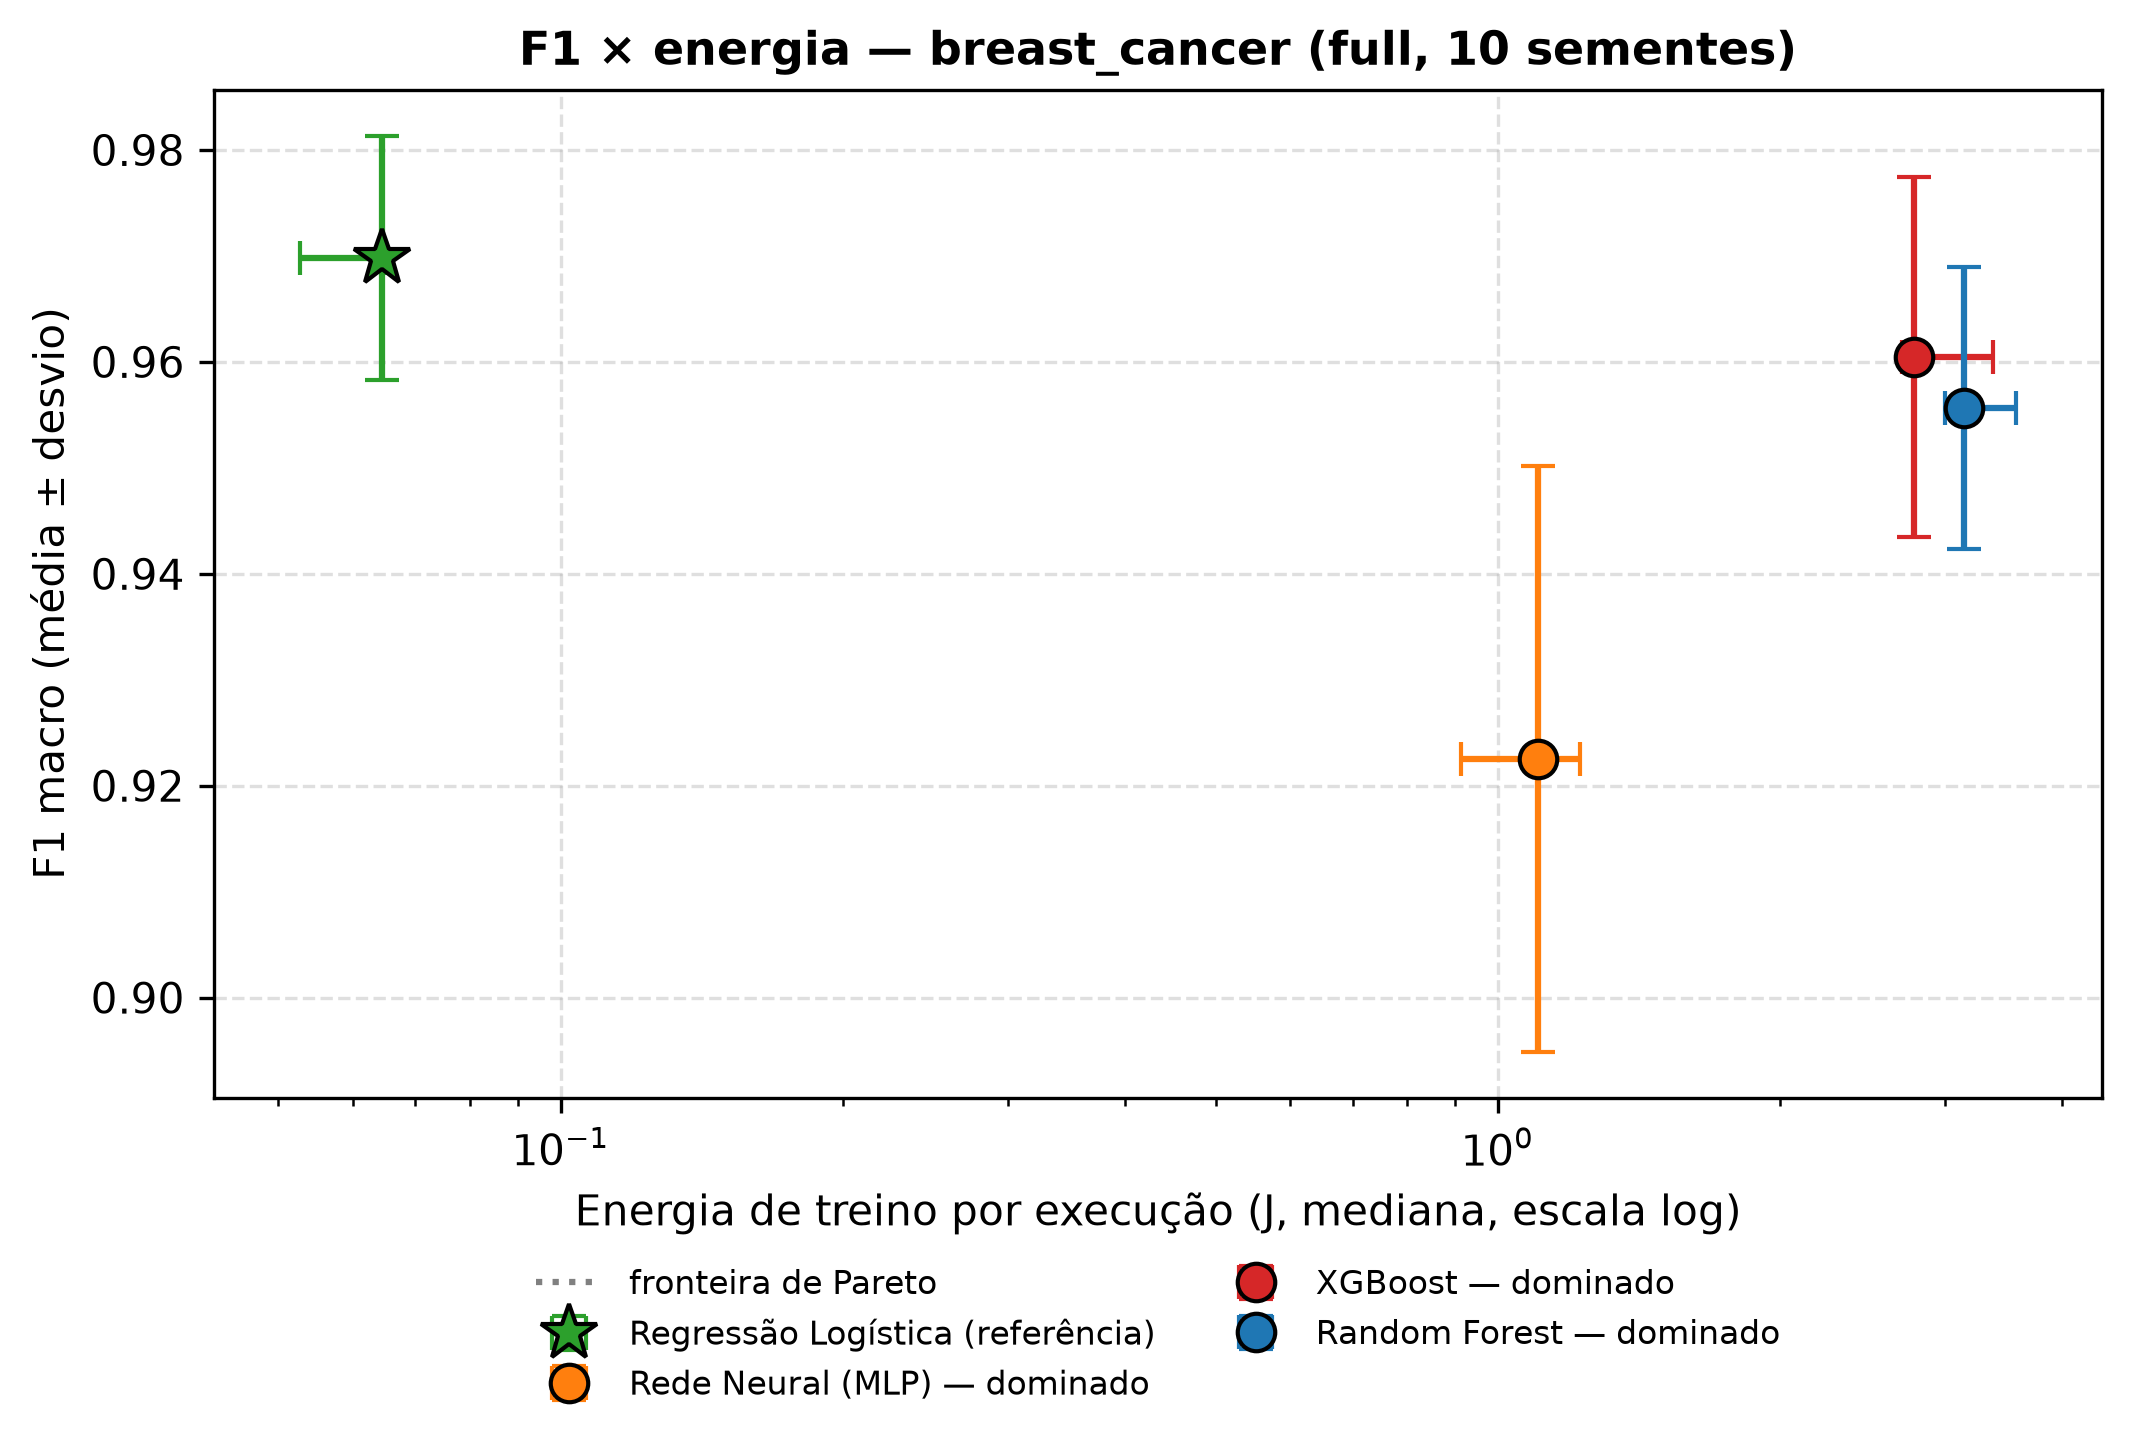 F1 × energia — breast_cancer (full, 10 sementes)
F1 macro (média ± desvio)
0.98
0.96
0.94
0.92
0.90
10⁻¹
10⁰
Energia de treino por execução (J, mediana, escala log)
fronteira de Pareto
Regressão Logística (referência)
Rede Neural (MLP) — dominado
XGBoost — dominado
Random Forest — dominado